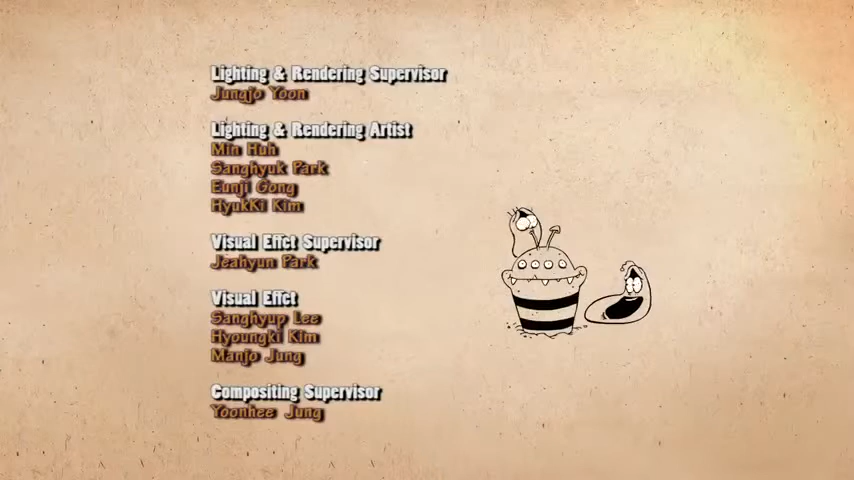 Lighting & Rendering Supervisor
Jungjo Yoon
Lighting & Rendering Artist
Min Huh
Sanghyuk Park
Eunji Gong
HyukKi Kim
Visual Effct Supervisor
Jeahyun Park
Visual Effct
Sanghyup Lee
Hyoungki Kim
Manjo Jung
Compositing Supervisor
Yoonhee Jung